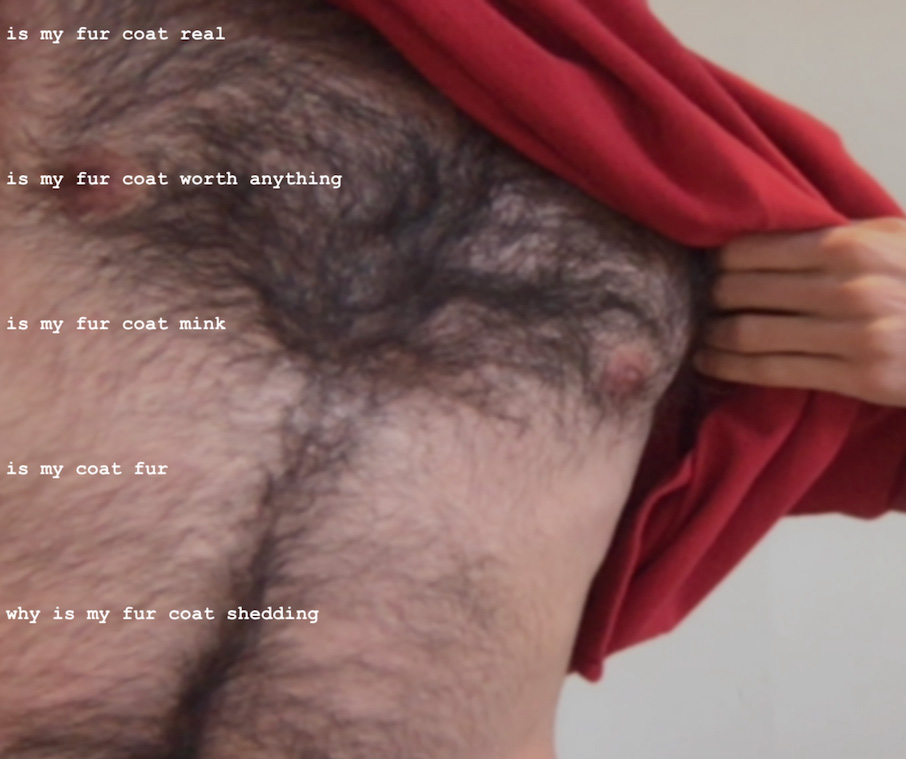 is my fur coat real
is my fur coat worth anything
is my fur coat mink
is my coat fur
why is my fur coat shedding